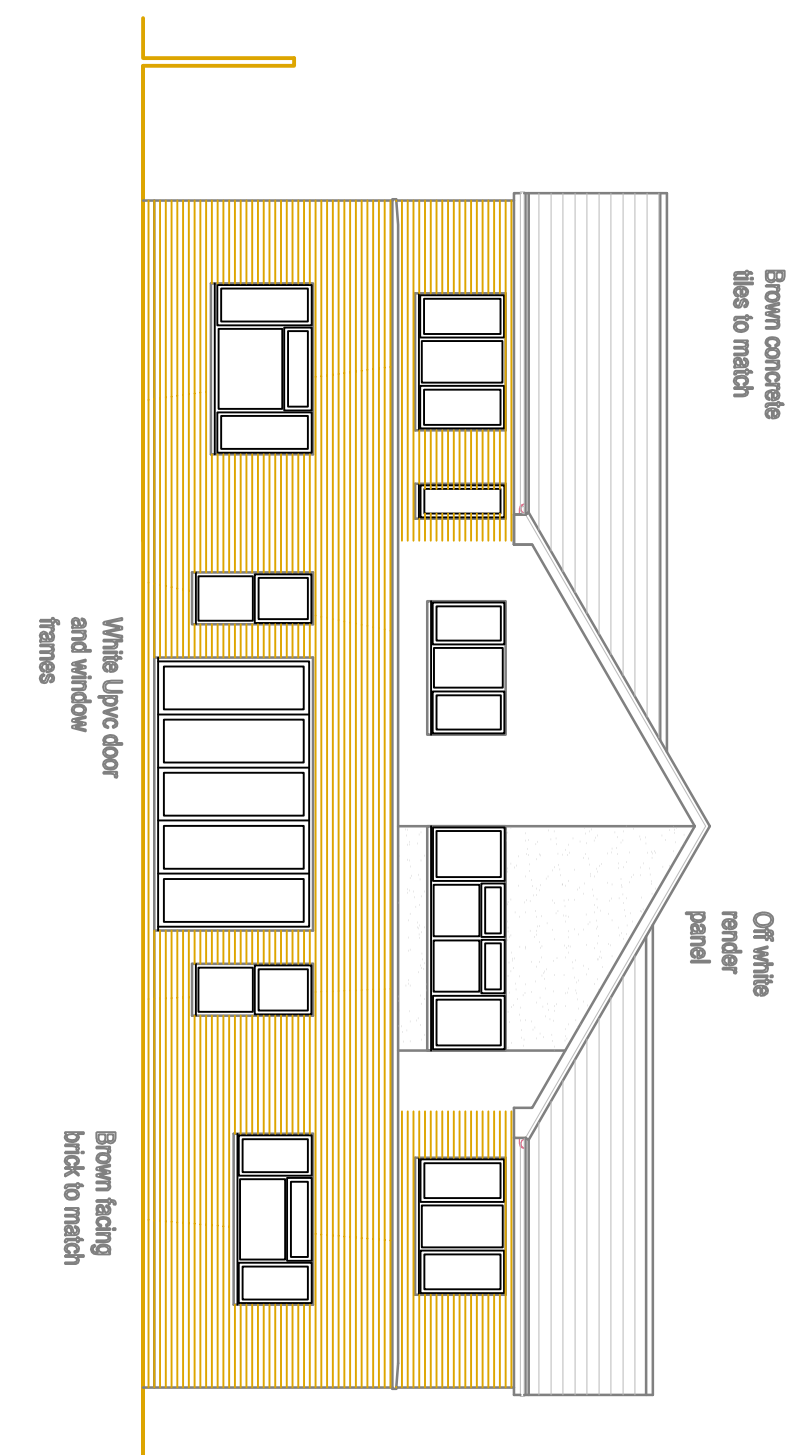 Brown concrete
tiles to match
Off white
render
panel
White Upvc door
and window
frames
Brown facing
brick to match